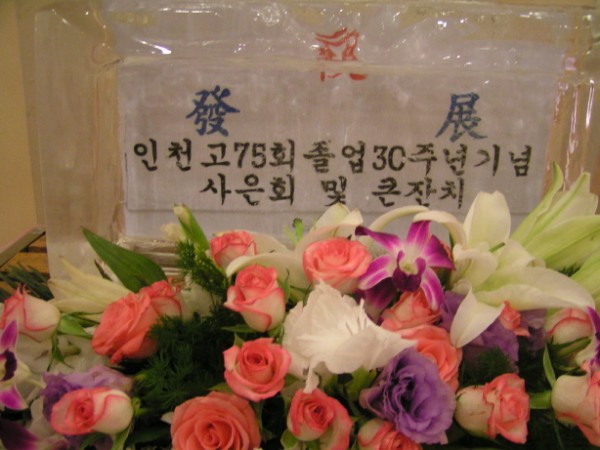 祝
發展
인천고75회 졸업30주년기념
사은회 및 큰잔치